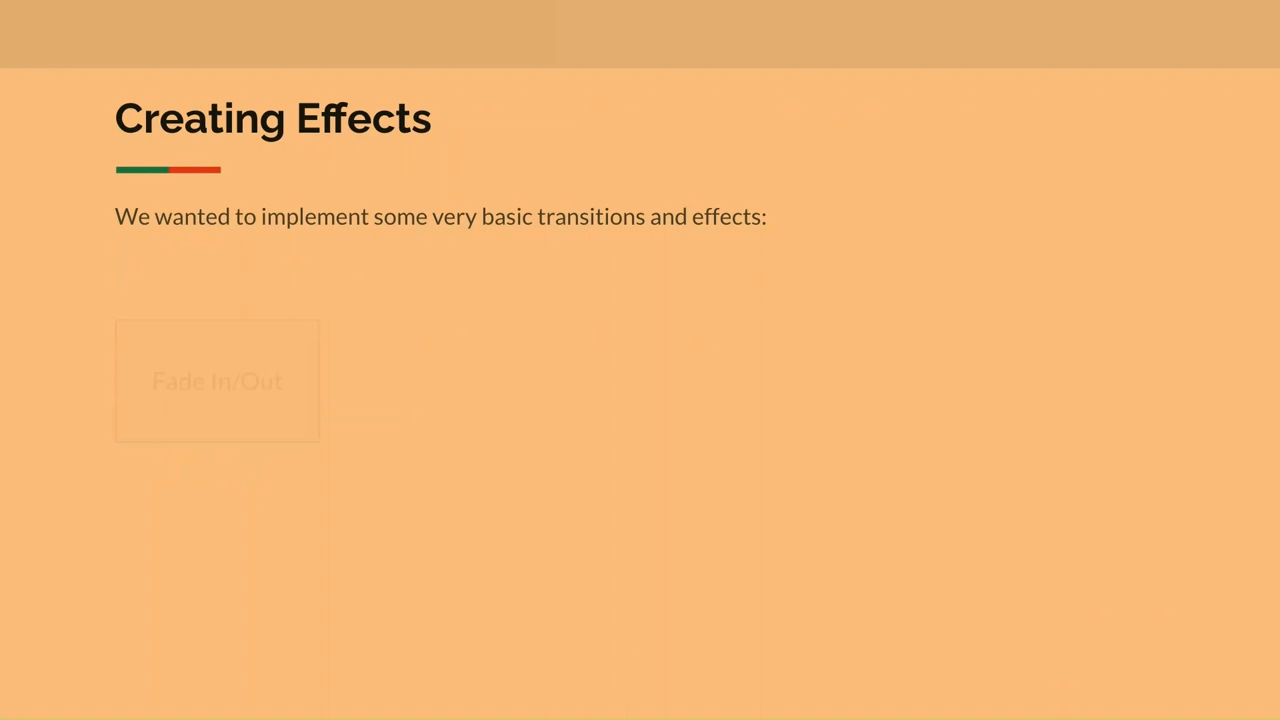 Creating Effects
We wanted to implement some very basic transitions and effects:
Fade In/Out